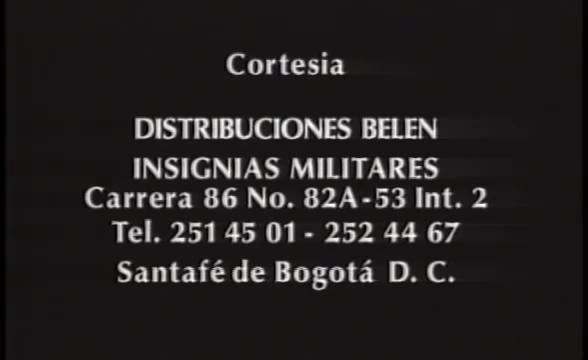 Cortesia
DISTRIBUCIONES BELEN
INSIGNIAS MILITARES
Carrera 86 No. 82A-53 Int. 2
Tel. 251 45 01 - 252 44 67
Santafé de Bogotá D. C.